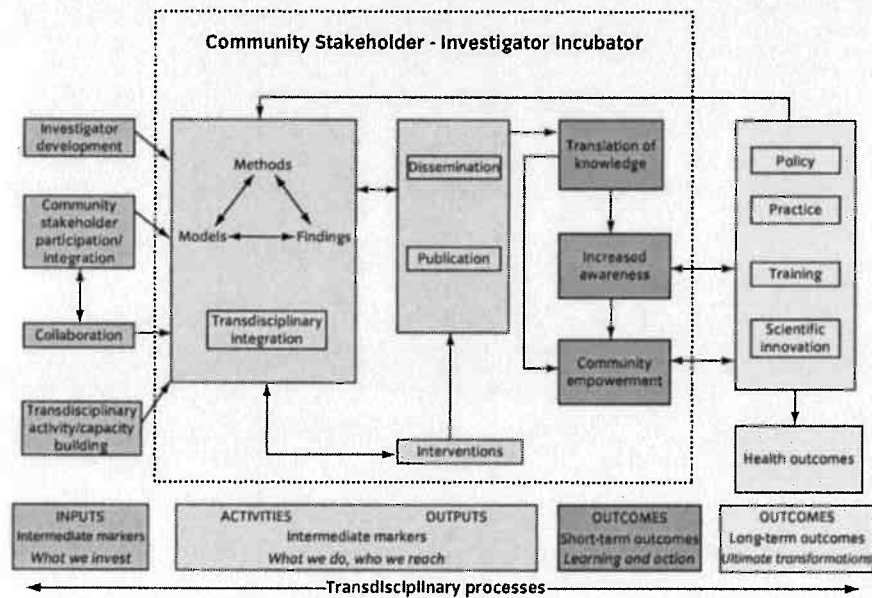 Community Stakeholder - Investigator Incubator
Investigator
development
Community
stakeholder
participation/
integration
Collaboration
Transdisciplinary
activity/capacity
building
Methods
Models
Findings
Transdisciplinary
integration
Dissemination
Publication
Interventions
Translation of
knowledge
Increased
awareness
Community
empowerment
Policy
Practice
Training
Scientific
innovation
Health outcomes
INPUTS
Intermediate markers
What we invest
ACTIVITIES OUTPUTS
Intermediate markers
What we do, who we reach
OUTCOMES
Short-term outcomes
Learning and action
OUTCOMES
Long-term outcomes
Ultimate transformations
Transdisciplinary processes